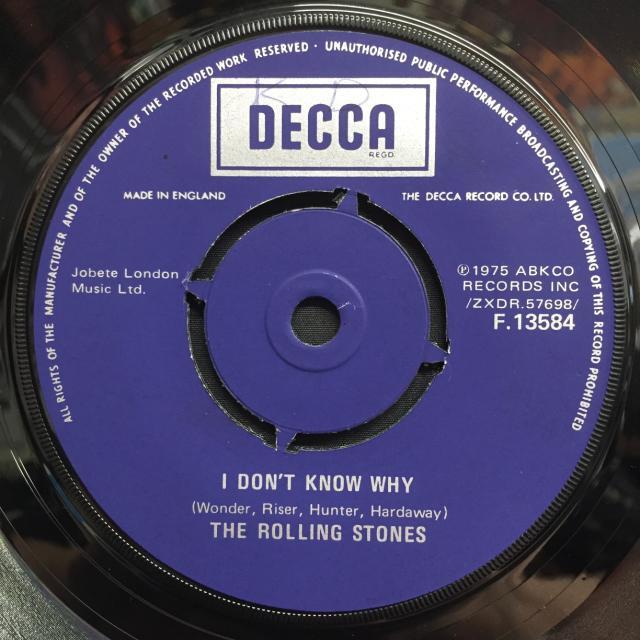 ALL RIGHTS OF THE MANUFACTURER AND OF THE OWNER OF THE RECORDED WORK RESERVED · UNAUTHORISED PUBLIC PERFORMANCE BROADCASTING AND COPYING OF THIS RECORD PROHIBITED
K D
DECCA
REGD.
MADE IN ENGLAND
THE DECCA RECORD CO. LTD.
Jobete London
Music Ltd.
℗ 1975 ABKCO
RECORDS INC
/ZXDR.57698/
F.13584
I DON'T KNOW WHY
(Wonder, Riser, Hunter, Hardaway)
THE ROLLING STONES